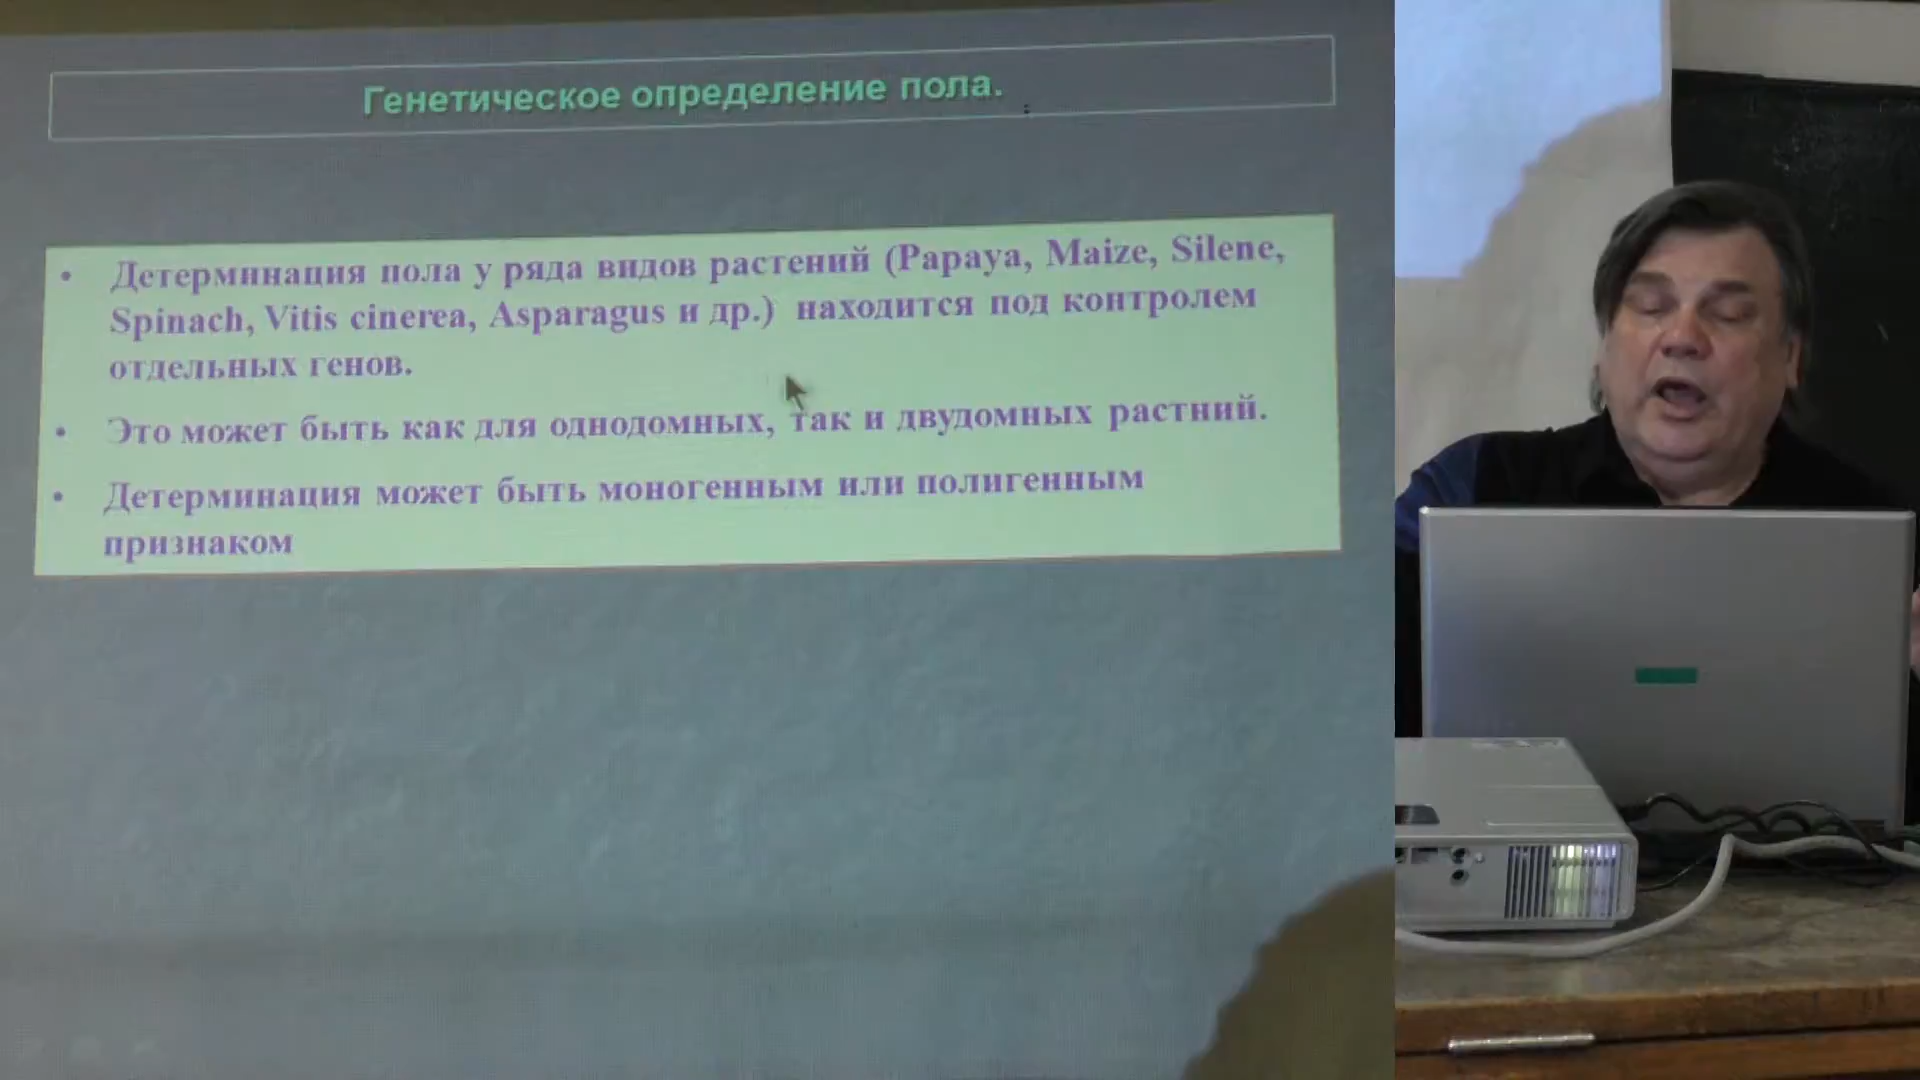 Генетическое определение пола.
• Детерминация пола у ряда видов растений (Papaya, Maize, Silene,
Spinach, Vitis cinerea, Asparagus и др.) находится под контролем
отдельных генов.
• Это может быть как для однодомных, так и двудомных растний.
• Детерминация может быть моногенным или полигенным
признаком